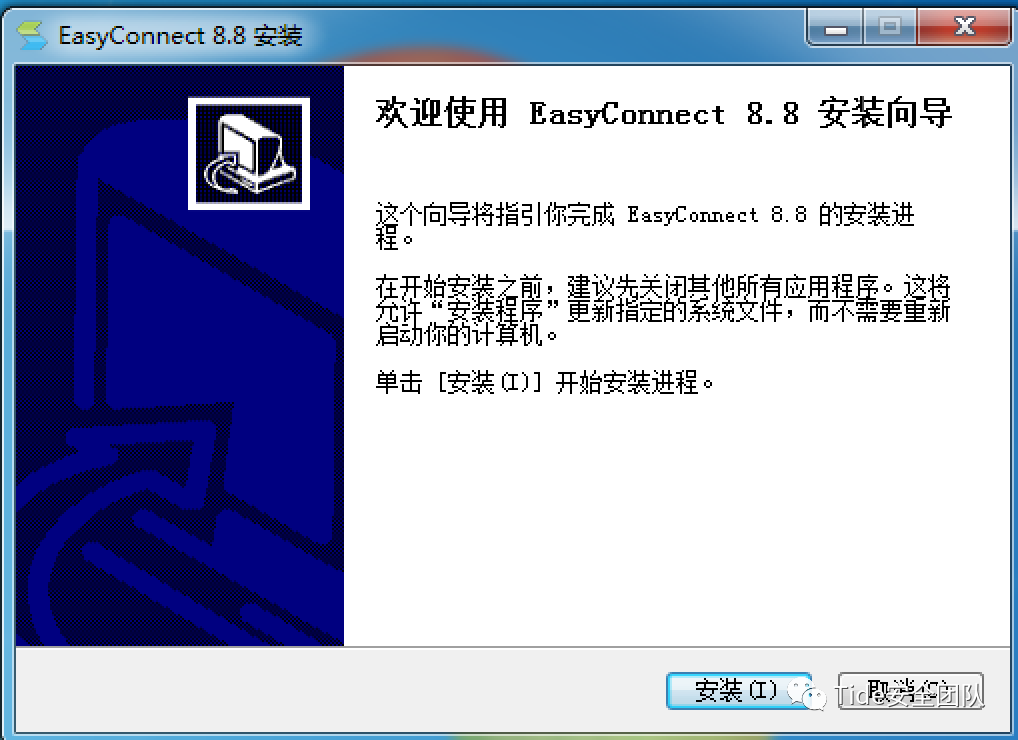 EasyConnect 8.8 安装
欢迎使用 EasyConnect 8.8 安装向导
这个向导将指引你完成 EasyConnect 8.8 的安装进
程。
在开始安装之前，建议先关闭其他所有应用程序。这将
允许“安装程序”更新指定的系统文件，而不需要重新
启动你的计算机。
单击 [安装(I)] 开始安装进程。
安装(I)
取消(C)
Tide安全团队